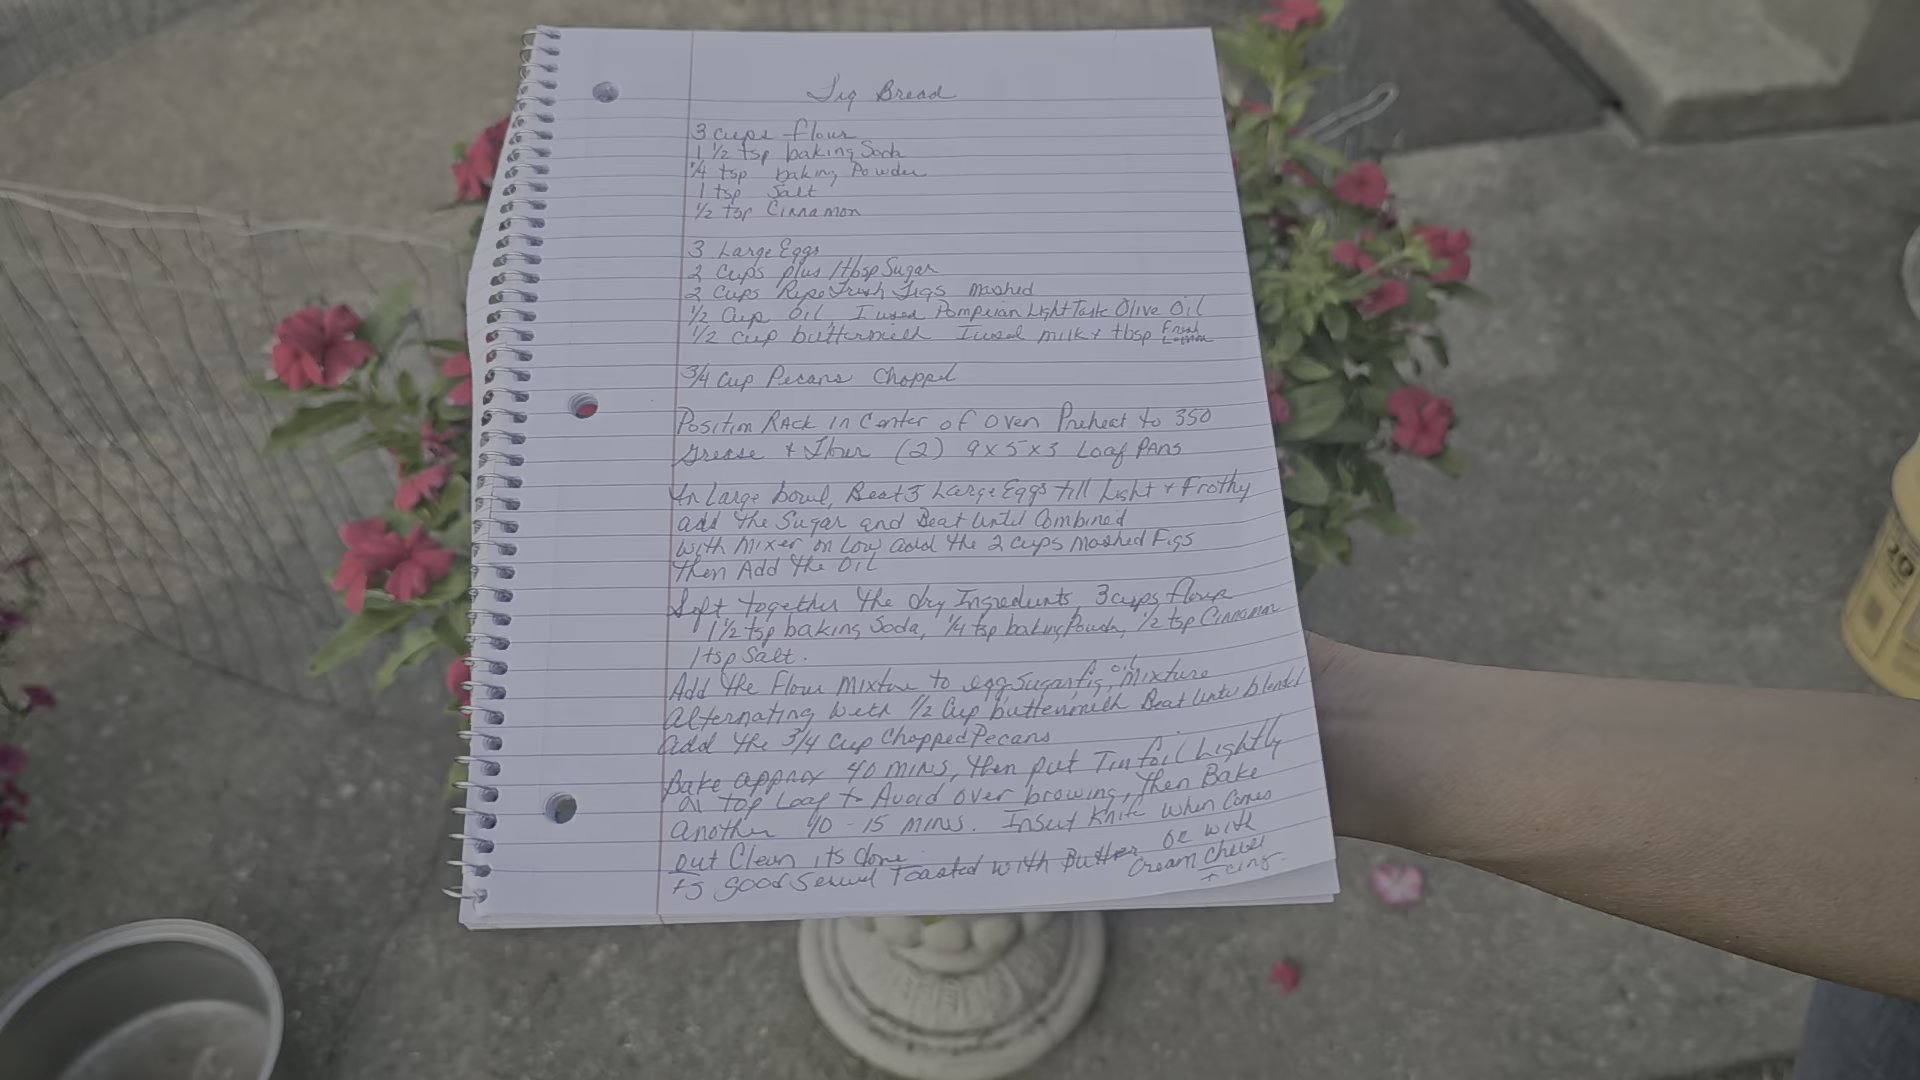 Fig Bread
3 cups flour
1 1/2 tsp baking Soda
1/4 tsp baking Powder
1 tsp Salt
1/2 tsp Cinnamon
3 Large Eggs
2 Cups plus 1 tbsp Sugar
2 Cups Ripe Fresh Figs Mashed
1/2 Cup Oil, I used Pompeian Light Taste Olive Oil
1/2 cup buttermilk I used milk + tbsp Fresh Lemon
3/4 Cup Pecans Chopped
Position Rack in Center of Oven Preheat to 350
Grease + Flour (2) 9x5x3 Loaf Pans
In Large bowl, Beat 3 Large Eggs till Light + Frothy
add the Sugar and Beat Until Combined
With Mixer on Low add the 2 cups Mashed Figs
Then Add the Oil
Sift together the dry Ingredients, 3 cups flour
1 1/2 tsp baking Soda, 1/4 tsp baking Powder, 1/2 tsp Cinnamon
1 tsp Salt.
Add the Flour Mixture to egg, sugar, fig, oil, Mixture
alternating with 1/2 Cup buttermilk Beat Until blended
add the 3/4 cup Chopped Pecans
Bake approx 40 mins, then put Tin foil Lightly
on top Loaf to Avoid over browing, then Bake
another 10 - 15 mins. Insert Knife when Comes
out Clean its done.
Is good Served Toasted with Butter or with
Cream Cheese
Icing.